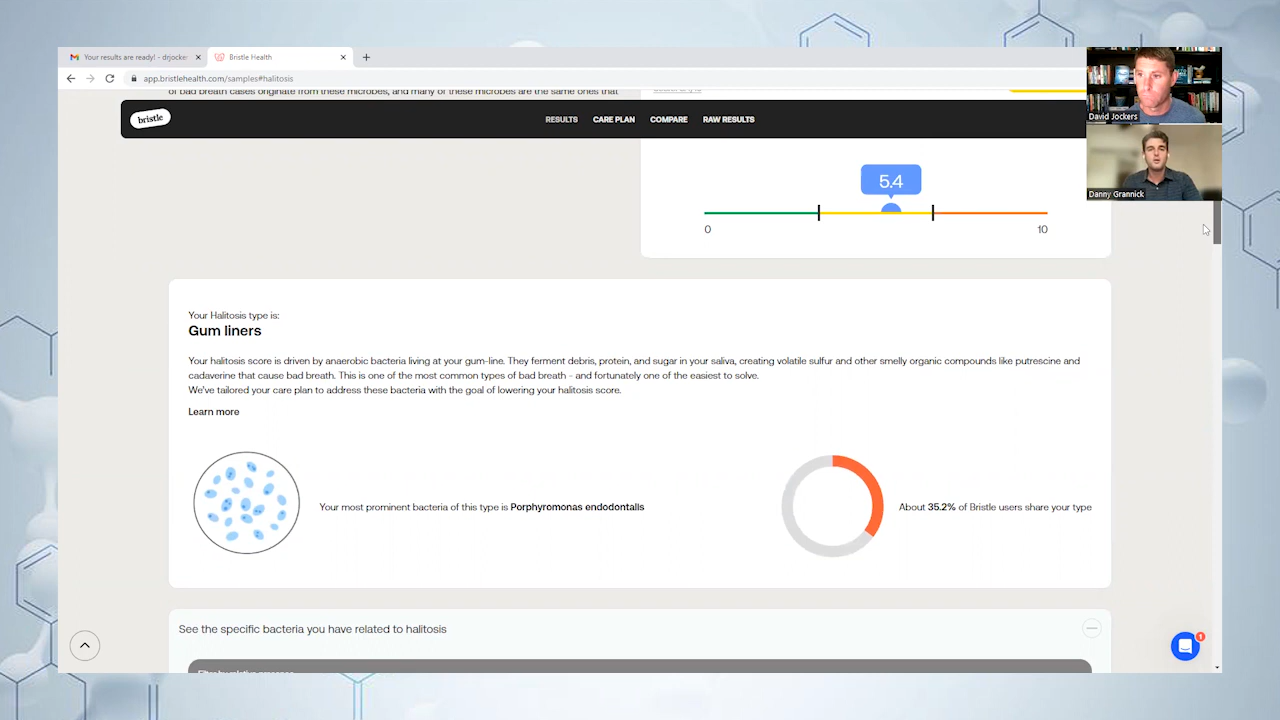 Your results are ready! - drjocke
Bristle Health
app.bristlehealth.com/samples#halitosis
of bad breath cases originate from these microbes, and many of these microbes are the same ones that
bristle
RESULTS
CARE PLAN
COMPARE
RAW RESULTS
David Jockers
Danny Grannick
5.4
0
10
Your Halitosis type is:
Gum liners
Your halitosis score is driven by anaerobic bacteria living at your gum-line. They ferment debris, protein, and sugar in your saliva, creating volatile sulfur and other smelly organic compounds like putrescine and
cadaverine that cause bad breath. This is one of the most common types of bad breath - and fortunately one of the easiest to solve.
We've tailored your care plan to address these bacteria with the goal of lowering your halitosis score.
Learn more
Your most prominent bacteria of this type is Porphyromonas endodontalis
About 35.2% of Bristle users share your type
See the specific bacteria you have related to halitosis
1